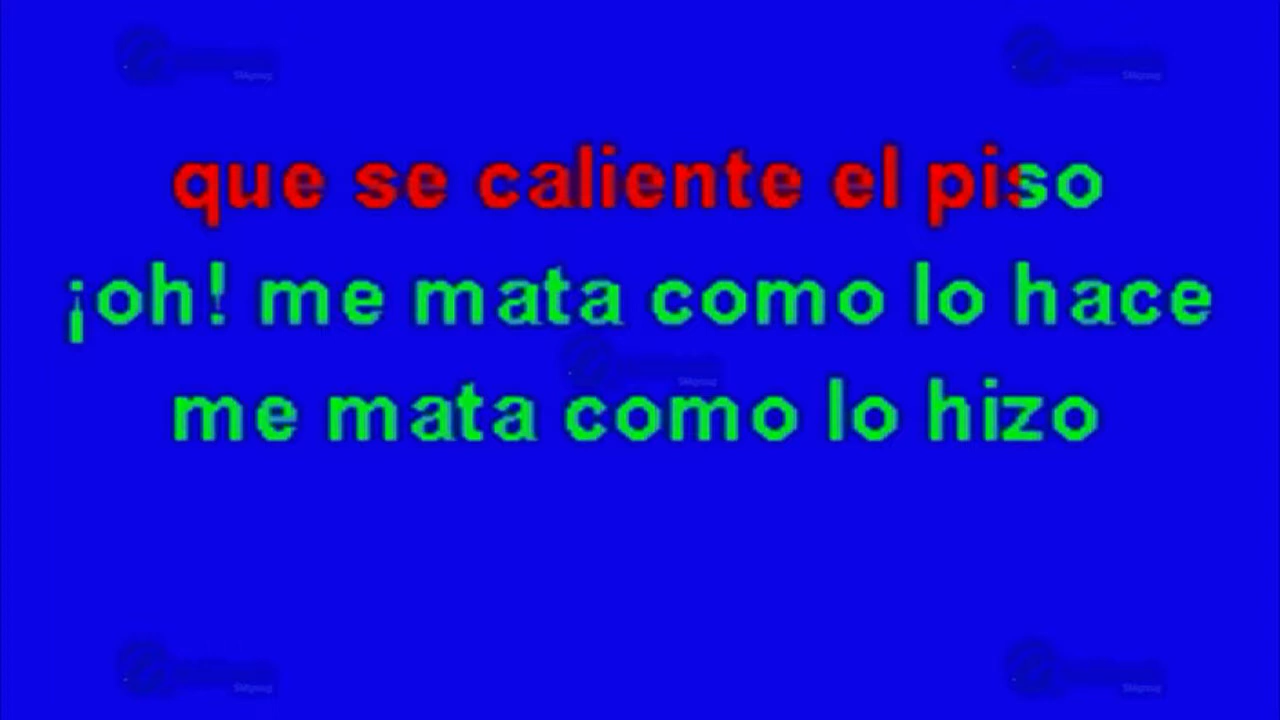 que se caliente el piso
¡oh! me mata como lo hace
me mata como lo hizo